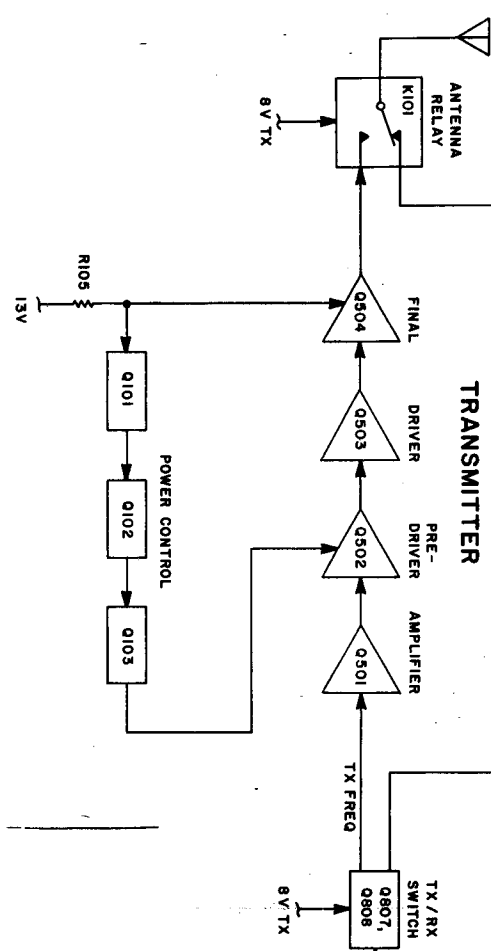 TRANSMITTER
ANTENNA
RELAY
K101
8V TX
FINAL
Q504
DRIVER
Q503
PRE-
DRIVER
Q502
AMPLIFIER
Q501
TX FREQ
TX/RX
SWITCH
Q807,
Q808
8V TX
R105
13V
POWER CONTROL
Q101
Q102
Q103